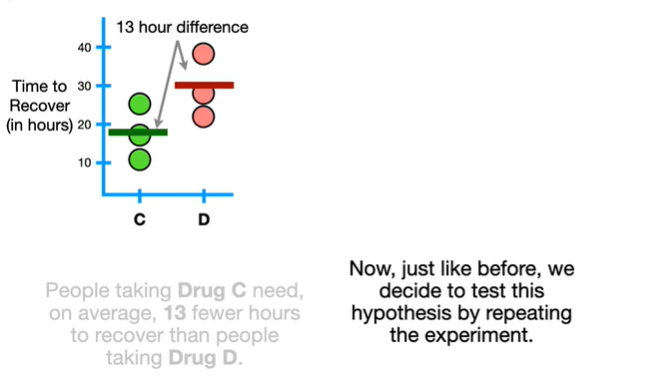 13 hour difference
40
30
20
10
Time to
Recover
(in hours)
C
D
People taking Drug C need,
on average, 13 fewer hours
to recover than people
taking Drug D.
Now, just like before, we
decide to test this
hypothesis by repeating
the experiment.